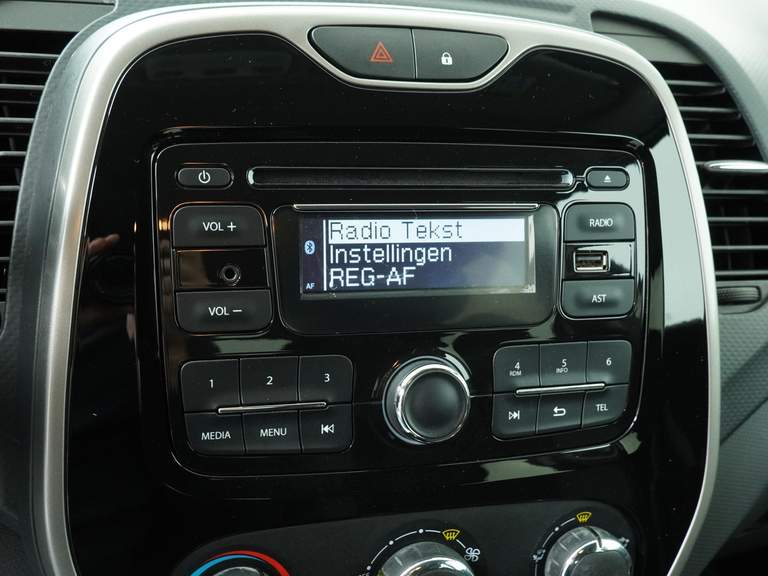 VOL +
RADIO
Radio Tekst
Instellingen
REG-AF
AF
VOL −
AST
1 2 3
4 RDM 5 INFO 6
MEDIA MENU
TEL